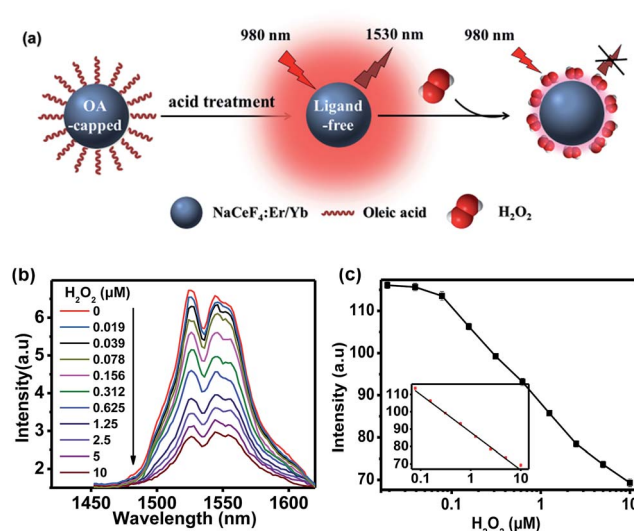 (a)
980 nm
1530 nm
980 nm
OA
-capped
acid treatment
Ligand
-free
NaCeF₄:Er/Yb
Oleic acid
H₂O₂
(b)
H₂O₂ (μM)
0
0.019
0.039
0.078
0.156
0.312
0.625
1.25
2.5
5
10
Intensity(a.u)
6
5
4
3
2
1450
1500
1550
1600
Wavelength (nm)
(c)
Intensity (a.u)
110
100
90
80
70
110
100
90
80
70
0.1
1
10
0.1
1
10
H₂O₂ (μM)